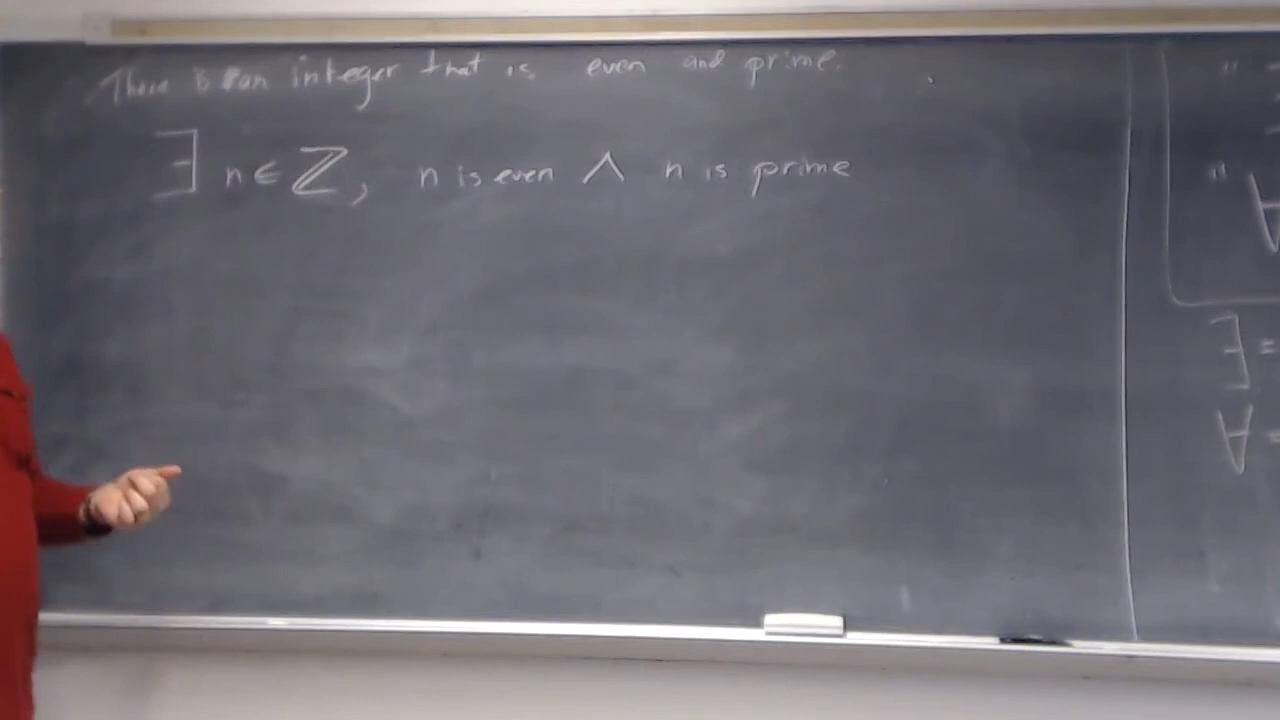 There is an integer that is even and prime.
∃ n ∈ ℤ, n is even ∧ n is prime
" =
" ∀
∃ =
∀ =